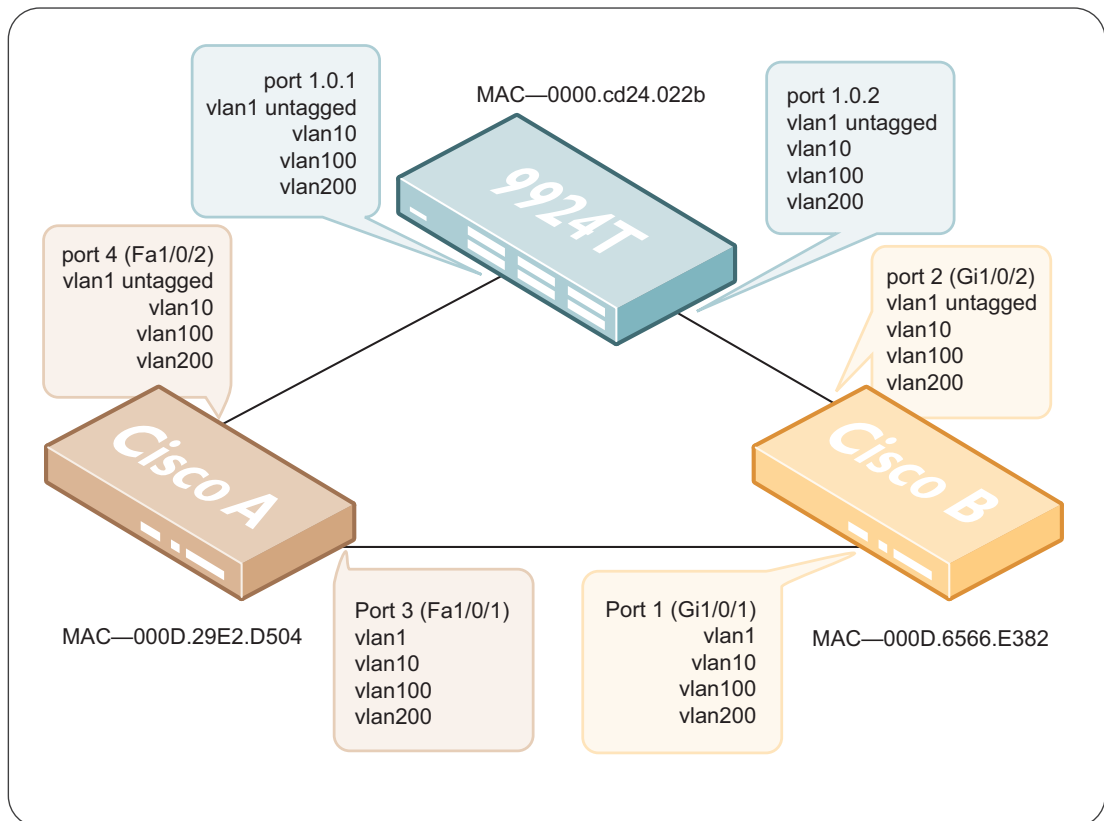 port 1.0.1
vlan1 untagged
vlan10
vlan100
vlan200
MAC—0000.cd24.022b
port 1.0.2
vlan1 untagged
vlan10
vlan100
vlan200
9924T
port 4 (Fa1/0/2)
vlan1 untagged
vlan10
vlan100
vlan200
port 2 (Gi1/0/2)
vlan1 untagged
vlan10
vlan100
vlan200
Cisco A
Cisco B
MAC—000D.29E2.D504
Port 3 (Fa1/0/1)
vlan1
vlan10
vlan100
vlan200
Port 1 (Gi1/0/1)
vlan1
vlan10
vlan100
vlan200
MAC—000D.6566.E382